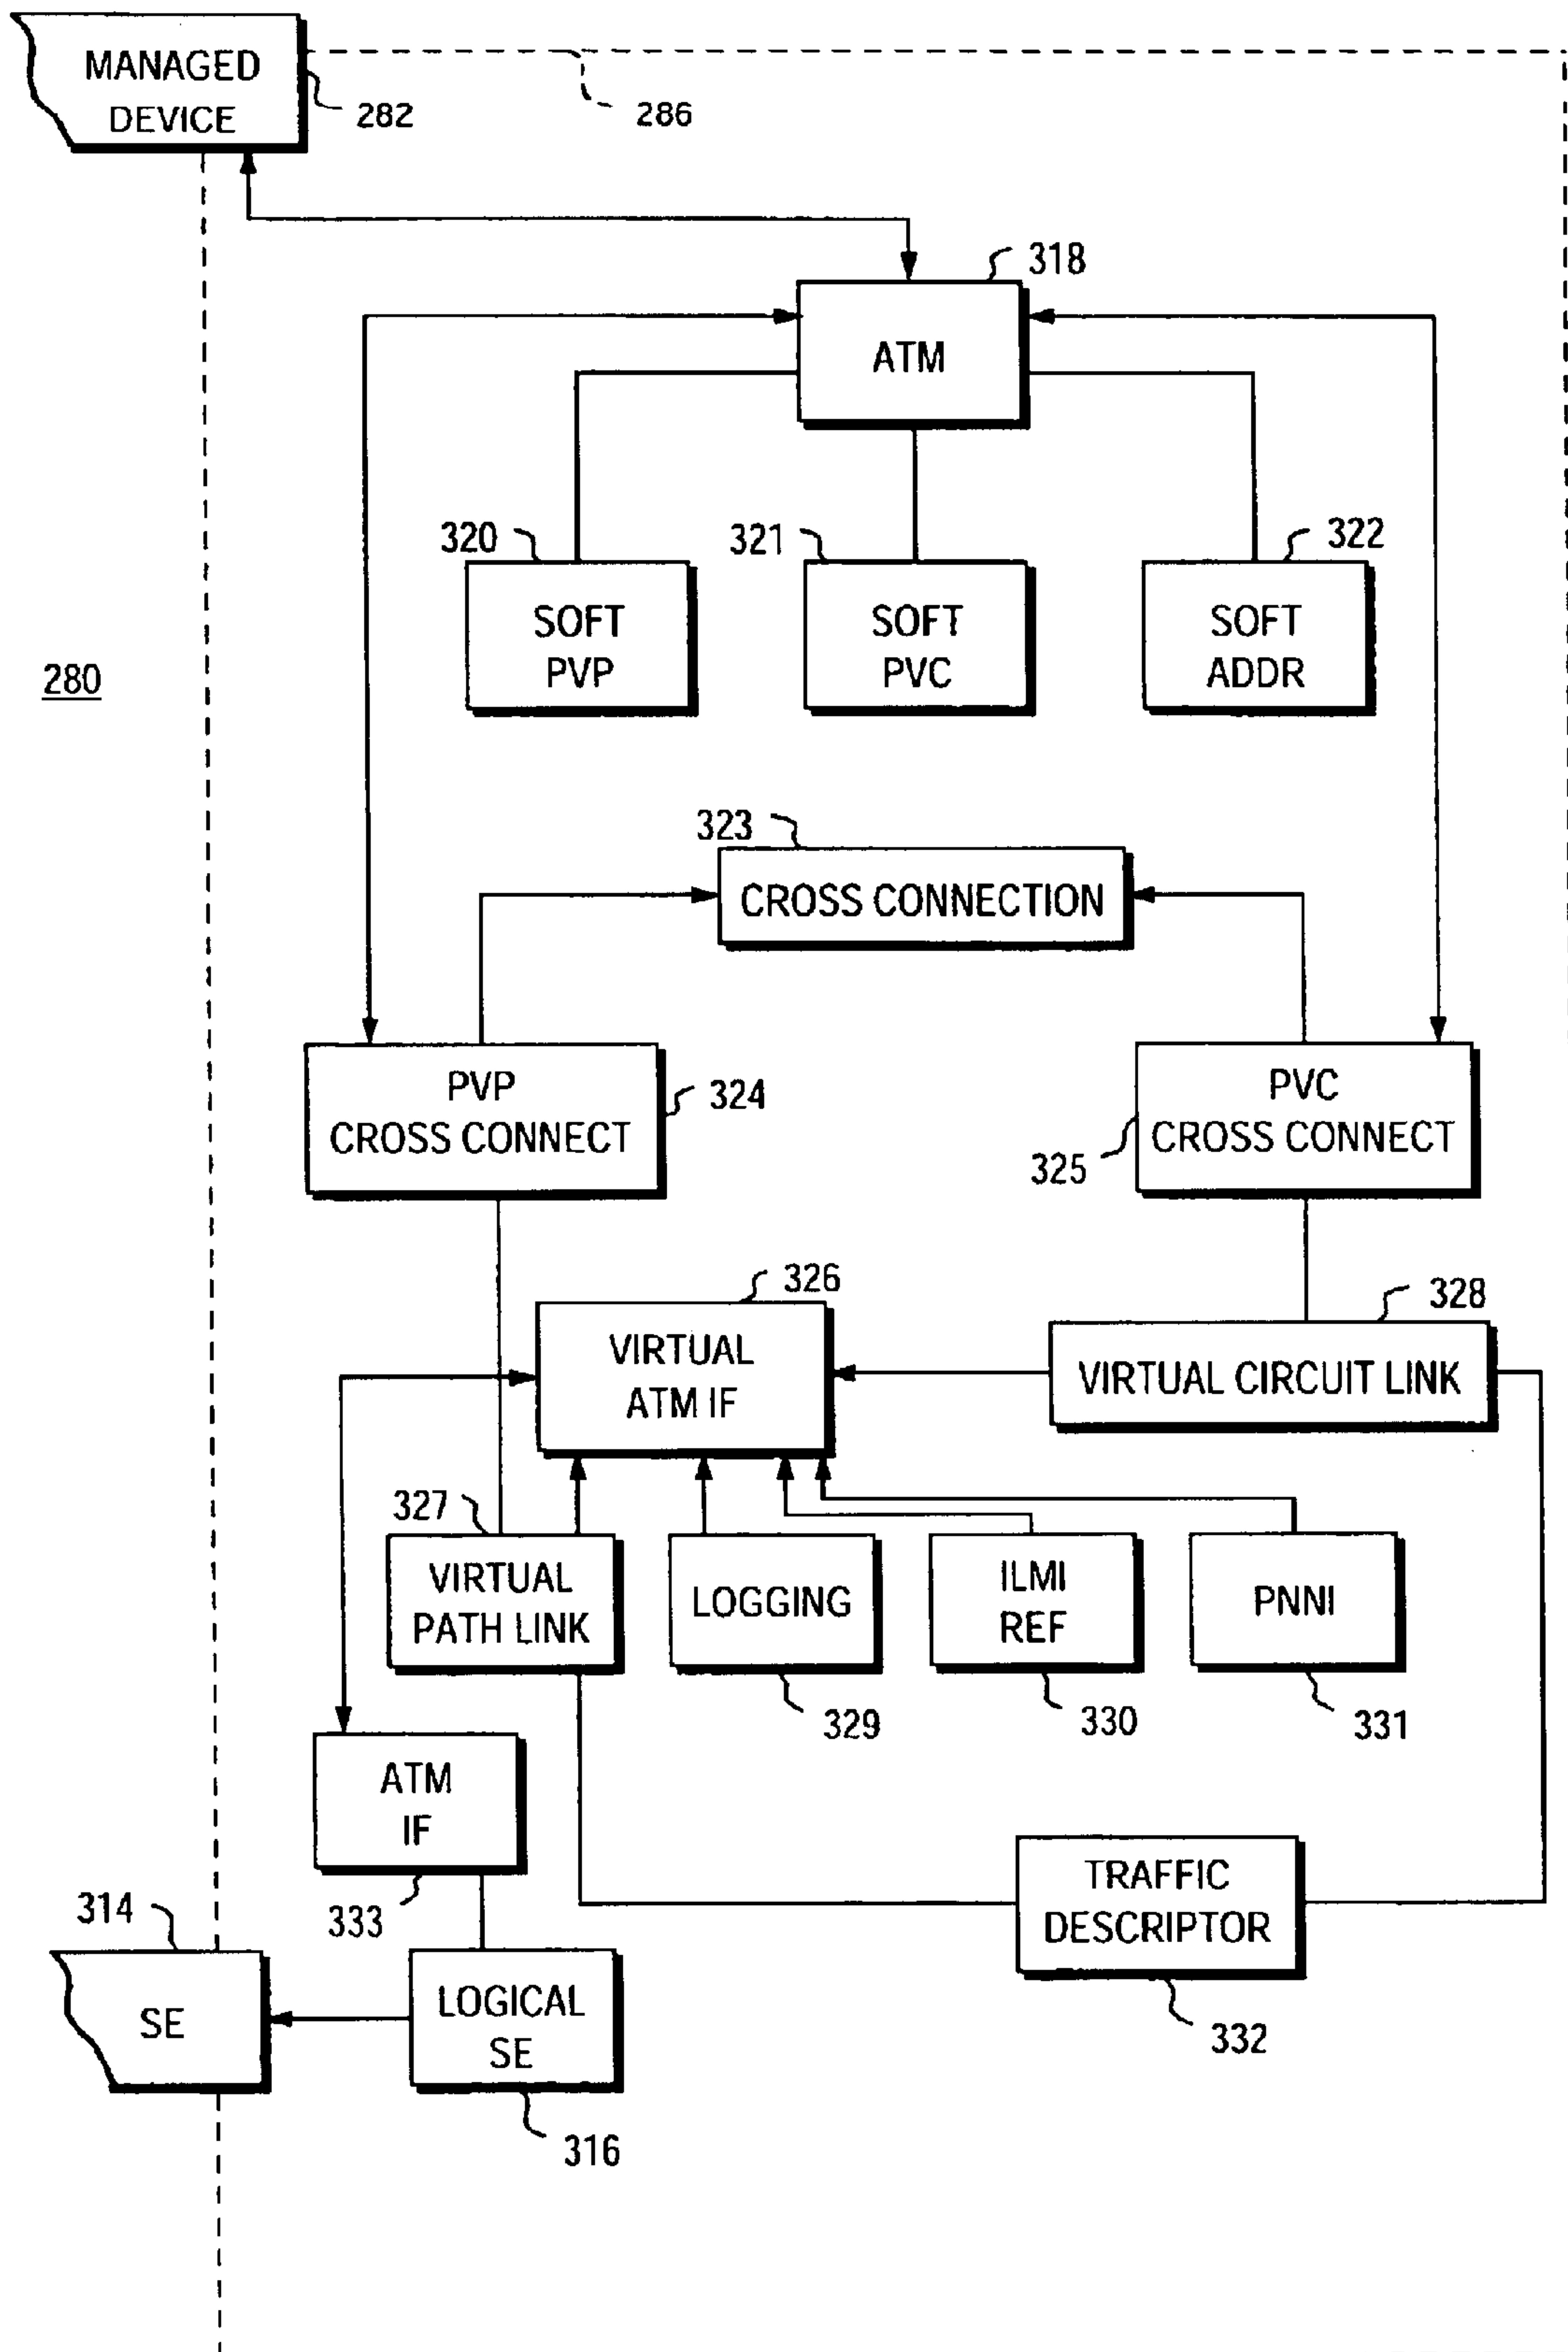 MANAGED
DEVICE
282
286
318
ATM
320
321
322
SOFT
PVP
SOFT
PVC
SOFT
ADDR
280
323
CROSS CONNECTION
PVP
CROSS CONNECT
324
PVC
CROSS CONNECT
325
326
VIRTUAL
ATM IF
328
VIRTUAL CIRCUIT LINK
327
VIRTUAL
PATH LINK
LOGGING
ILMI
REF
PNNI
329
330
331
ATM
IF
333
TRAFFIC
DESCRIPTOR
332
314
SE
LOGICAL
SE
316